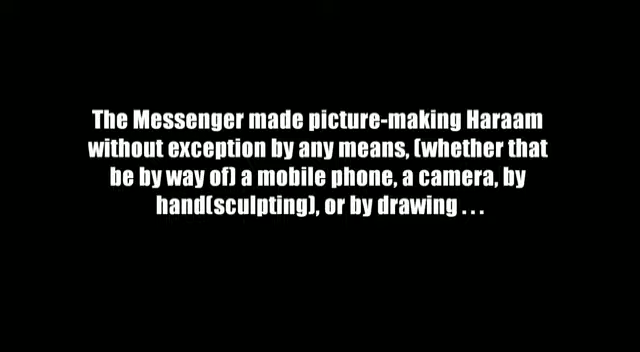 The Messenger made picture-making Haraam
without exception by any means, (whether that
be by way of) a mobile phone, a camera, by
hand(sculpting), or by drawing . . .